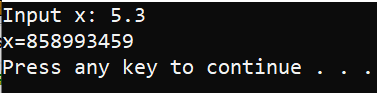 Input x: 5.3
x=858993459
Press any key to continue . . .